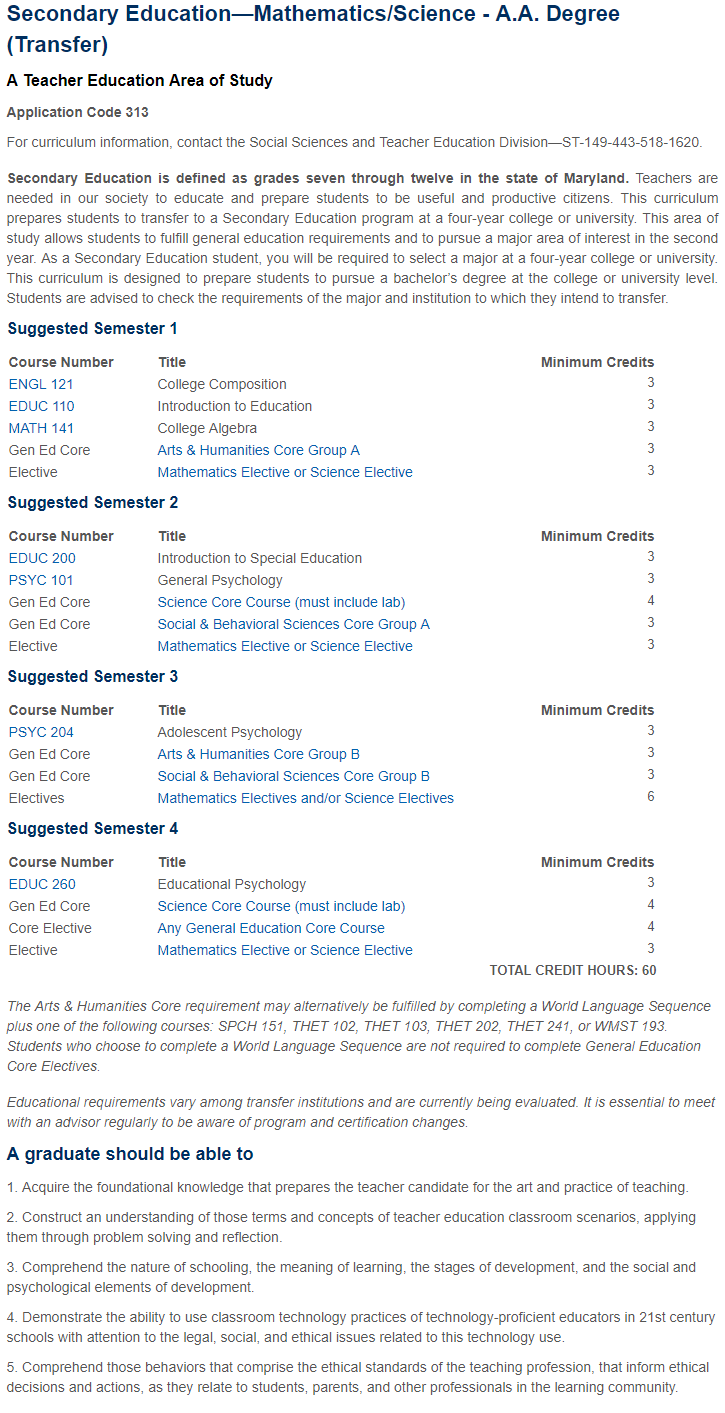 Secondary Education—Mathematics/Science - A.A. Degree
(Transfer)
A Teacher Education Area of Study
Application Code 313
For curriculum information, contact the Social Sciences and Teacher Education Division—ST-149-443-518-1620.
Secondary Education is defined as grades seven through twelve in the state of Maryland. Teachers are
needed in our society to educate and prepare students to be useful and productive citizens. This curriculum
prepares students to transfer to a Secondary Education program at a four-year college or university. This area of
study allows students to fulfill general education requirements and to pursue a major area of interest in the second
year. As a Secondary Education student, you will be required to select a major at a four-year college or university.
This curriculum is designed to prepare students to pursue a bachelor's degree at the college or university level.
Students are advised to check the requirements of the major and institution to which they intend to transfer.
Suggested Semester 1
Course Number Title Minimum Credits
ENGL 121 College Composition 3
EDUC 110 Introduction to Education 3
MATH 141 College Algebra 3
Gen Ed Core Arts & Humanities Core Group A 3
Elective Mathematics Elective or Science Elective 3
Suggested Semester 2
Course Number Title Minimum Credits
EDUC 200 Introduction to Special Education 3
PSYC 101 General Psychology 3
Gen Ed Core Science Core Course (must include lab) 4
Gen Ed Core Social & Behavioral Sciences Core Group A 3
Elective Mathematics Elective or Science Elective 3
Suggested Semester 3
Course Number Title Minimum Credits
PSYC 204 Adolescent Psychology 3
Gen Ed Core Arts & Humanities Core Group B 3
Gen Ed Core Social & Behavioral Sciences Core Group B 3
Electives Mathematics Electives and/or Science Electives 6
Suggested Semester 4
Course Number Title Minimum Credits
EDUC 260 Educational Psychology 3
Gen Ed Core Science Core Course (must include lab) 4
Core Elective Any General Education Core Course 4
Elective Mathematics Elective or Science Elective 3
TOTAL CREDIT HOURS: 60
The Arts & Humanities Core requirement may alternatively be fulfilled by completing a World Language Sequence
plus one of the following courses: SPCH 151, THET 102, THET 103, THET 202, THET 241, or WMST 193.
Students who choose to complete a World Language Sequence are not required to complete General Education
Core Electives.
Educational requirements vary among transfer institutions and are currently being evaluated. It is essential to meet
with an advisor regularly to be aware of program and certification changes.
A graduate should be able to
1. Acquire the foundational knowledge that prepares the teacher candidate for the art and practice of teaching.
2. Construct an understanding of those terms and concepts of teacher education classroom scenarios, applying
them through problem solving and reflection.
3. Comprehend the nature of schooling, the meaning of learning, the stages of development, and the social and
psychological elements of development.
4. Demonstrate the ability to use classroom technology practices of technology-proficient educators in 21st century
schools with attention to the legal, social, and ethical issues related to this technology use.
5. Comprehend those behaviors that comprise the ethical standards of the teaching profession, that inform ethical
decisions and actions, as they relate to students, parents, and other professionals in the learning community.